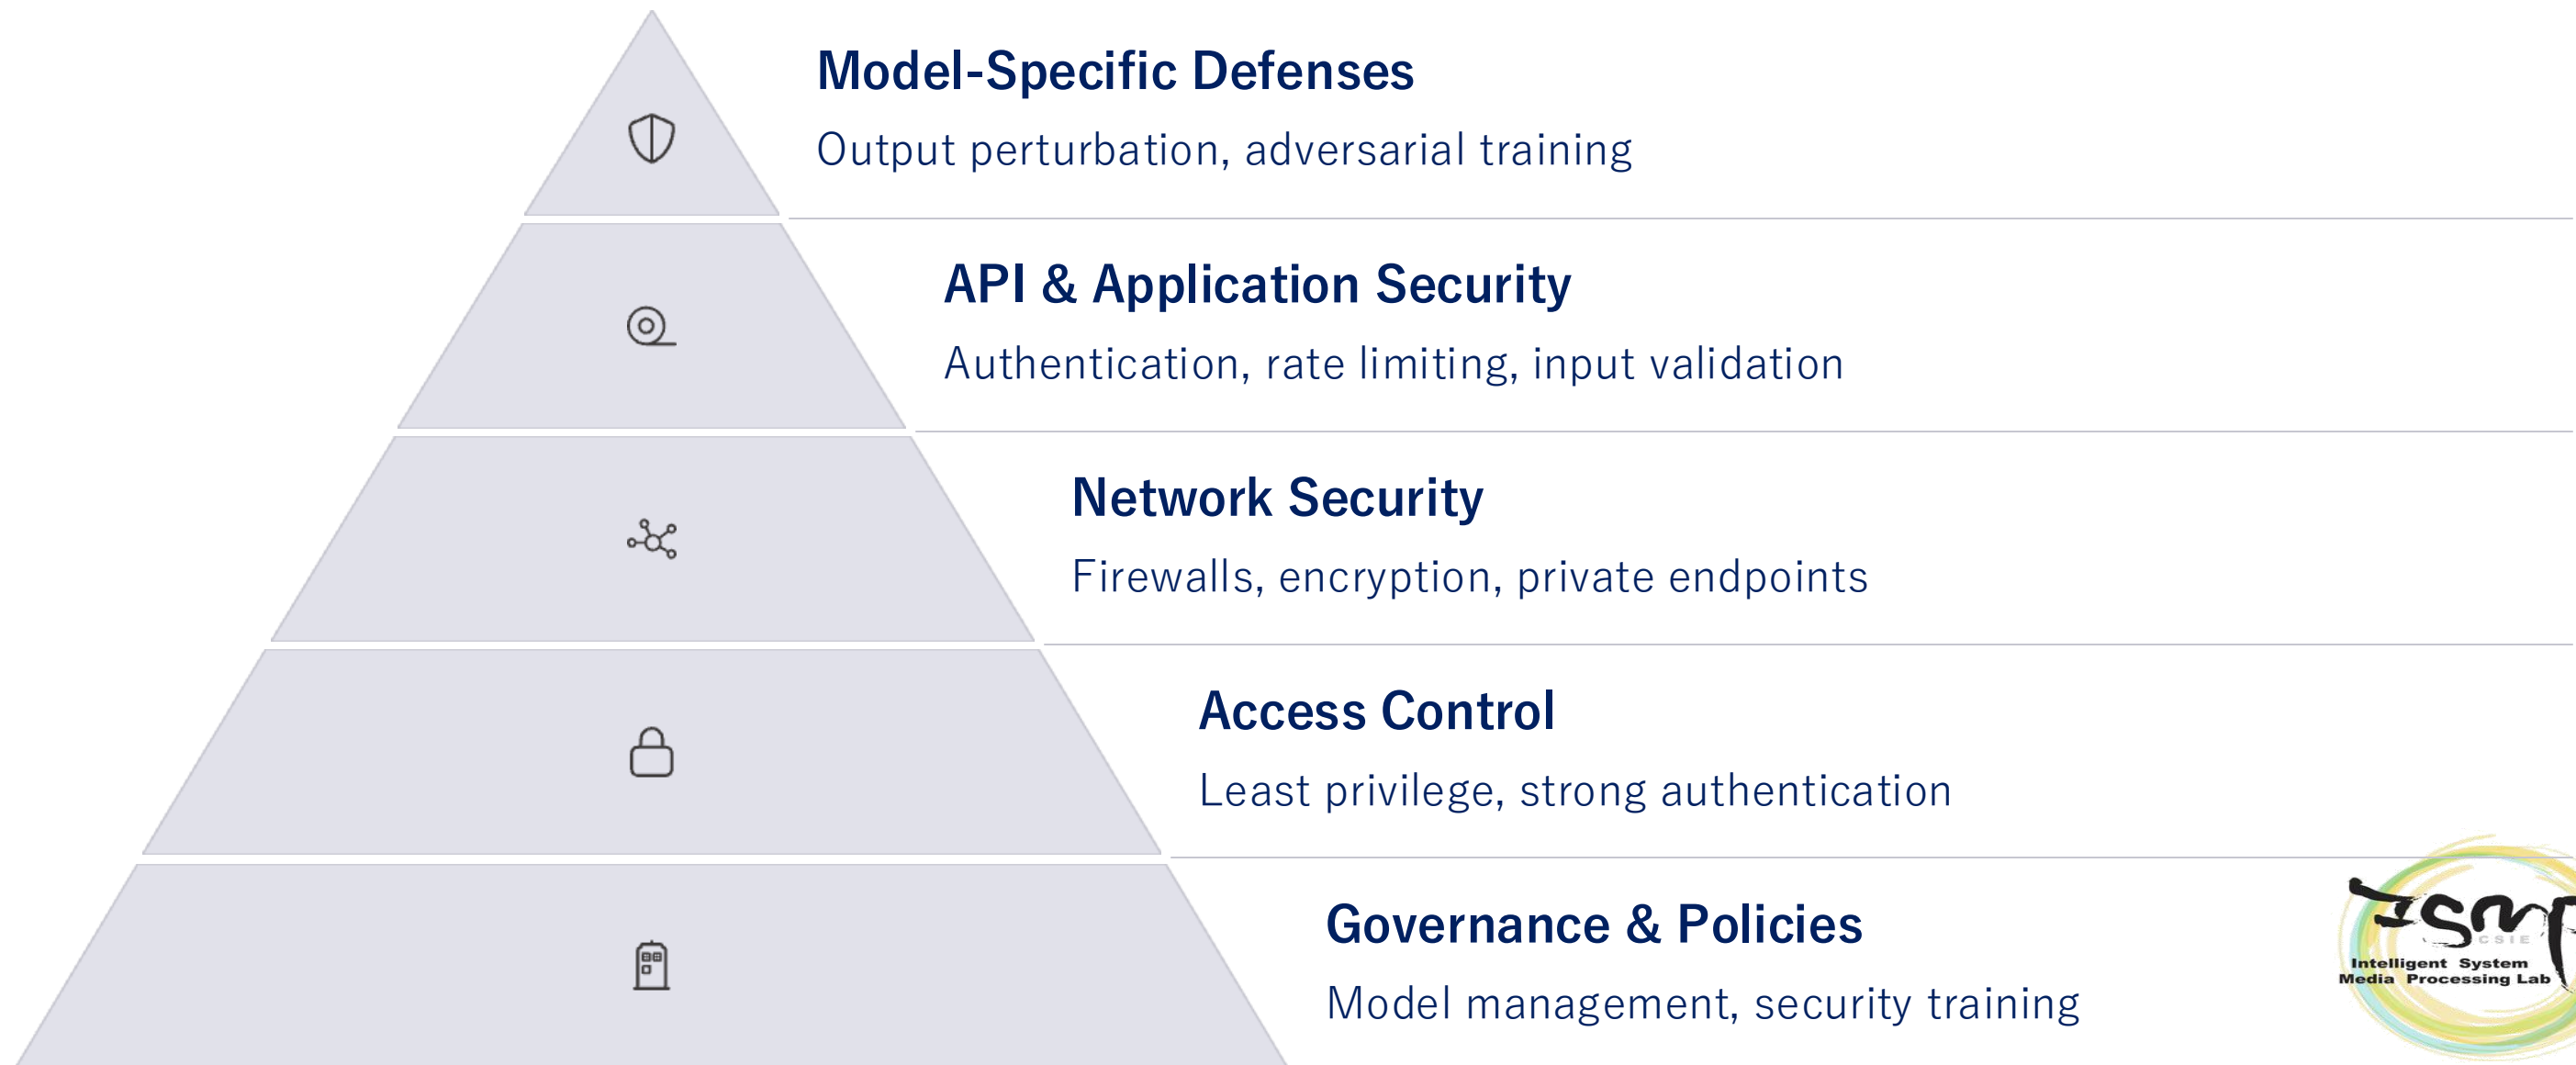 Model-Specific Defenses
Output perturbation, adversarial training
API & Application Security
Authentication, rate limiting, input validation
Network Security
Firewalls, encryption, private endpoints
Access Control
Least privilege, strong authentication
Governance & Policies
Model management, security training
ismp
CSIE
Intelligent System
Media Processing Lab